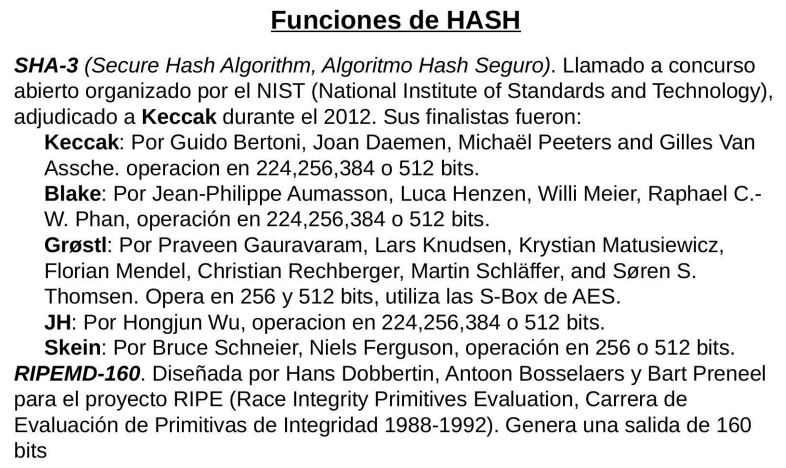 Funciones de HASH
SHA-3 (Secure Hash Algorithm, Algoritmo Hash Seguro). Llamado a concurso
abierto organizado por el NIST (National Institute of Standards and Technology),
adjudicado a Keccak durante el 2012. Sus finalistas fueron:
Keccak: Por Guido Bertoni, Joan Daemen, Michaël Peeters and Gilles Van
Assche. operacion en 224,256,384 o 512 bits.
Blake: Por Jean-Philippe Aumasson, Luca Henzen, Willi Meier, Raphael C.-
W. Phan, operación en 224,256,384 o 512 bits.
Grøstl: Por Praveen Gauravaram, Lars Knudsen, Krystian Matusiewicz,
Florian Mendel, Christian Rechberger, Martin Schläffer, and Søren S.
Thomsen. Opera en 256 y 512 bits, utiliza las S-Box de AES.
JH: Por Hongjun Wu, operacion en 224,256,384 o 512 bits.
Skein: Por Bruce Schneier, Niels Ferguson, operación en 256 o 512 bits.
RIPEMD-160. Diseñada por Hans Dobbertin, Antoon Bosselaers y Bart Preneel
para el proyecto RIPE (Race Integrity Primitives Evaluation, Carrera de
Evaluación de Primitivas de Integridad 1988-1992). Genera una salida de 160
bits